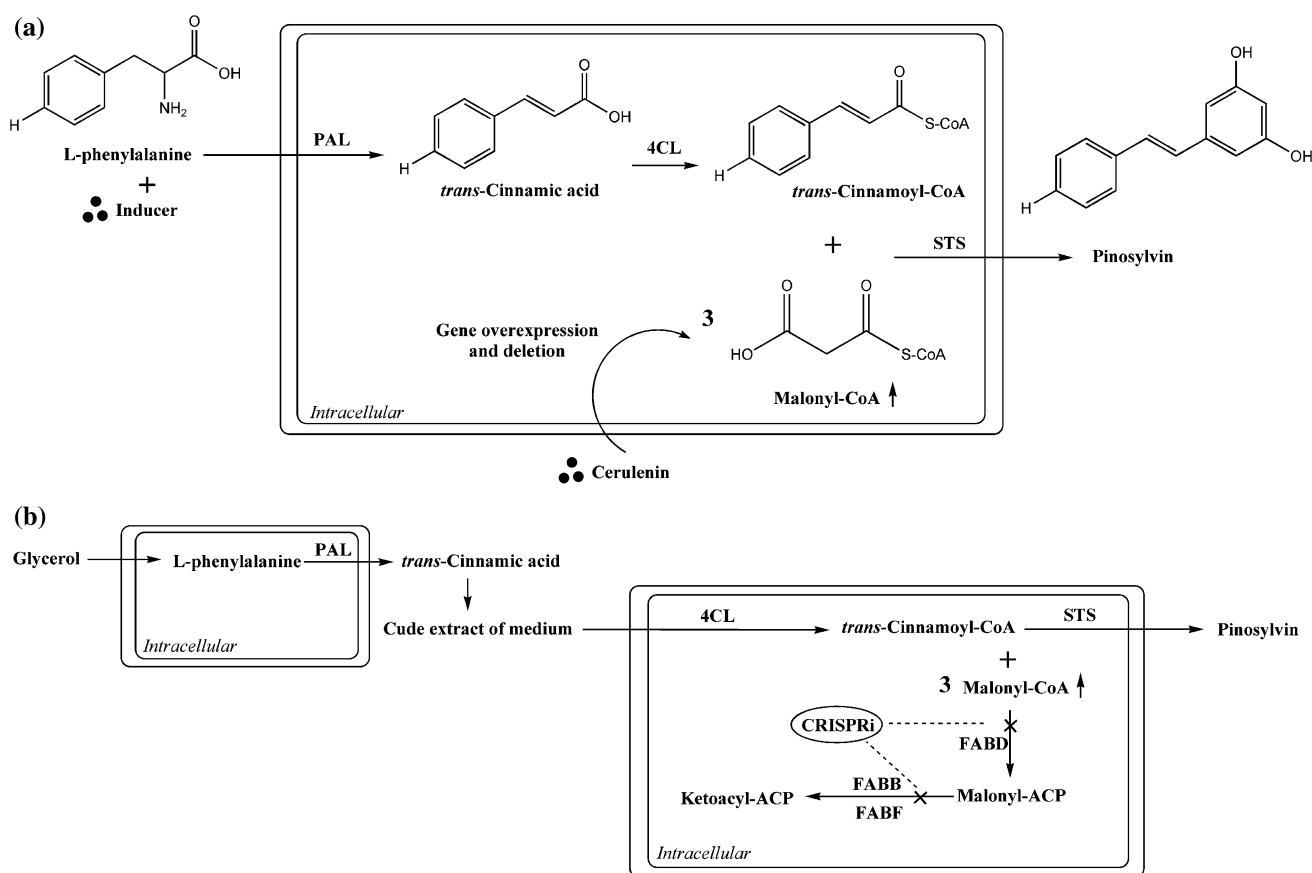 (a)
O
OH
NH2
H
L-phenylalanine
+
Inducer
PAL
O
OH
H
trans-Cinnamic acid
4CL
O
S-CoA
H
trans-Cinnamoyl-CoA
+
STS
OH
OH
H
Pinosylvin
Gene overexpression
and deletion
3
O
O
HO
S-CoA
Malonyl-CoA
Intracellular
Cerulenin
(b)
Glycerol
L-phenylalanine
PAL
trans-Cinnamic acid
Intracellular
Cude extract of medium
4CL
trans-Cinnamoyl-CoA
STS
Pinosylvin
+
3 Malonyl-CoA
CRISPRi
FABD
Ketoacyl-ACP
FABB
FABF
Malonyl-ACP
Intracellular